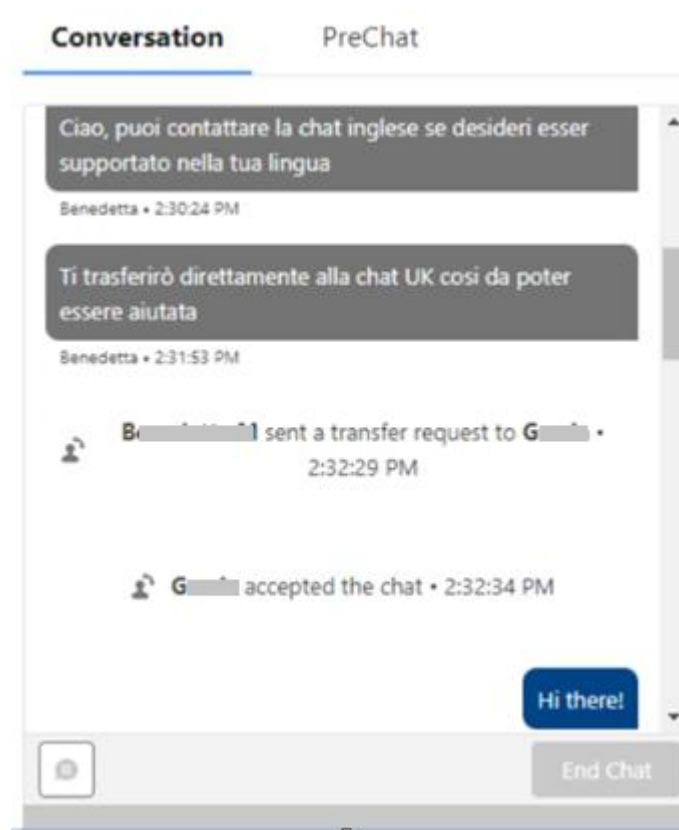 Conversation PreChat
Ciao, puoi contattare la chat inglese se desideri esser
supportato nella tua lingua
Benedetta • 2:30:24 PM
Ti trasferirò direttamente alla chat UK cosi da poter
essere aiutata
Benedetta • 2:31:53 PM
sent a transfer request to G •
2:32:29 PM
G accepted the chat • 2:32:34 PM
Hi there!
End Chat